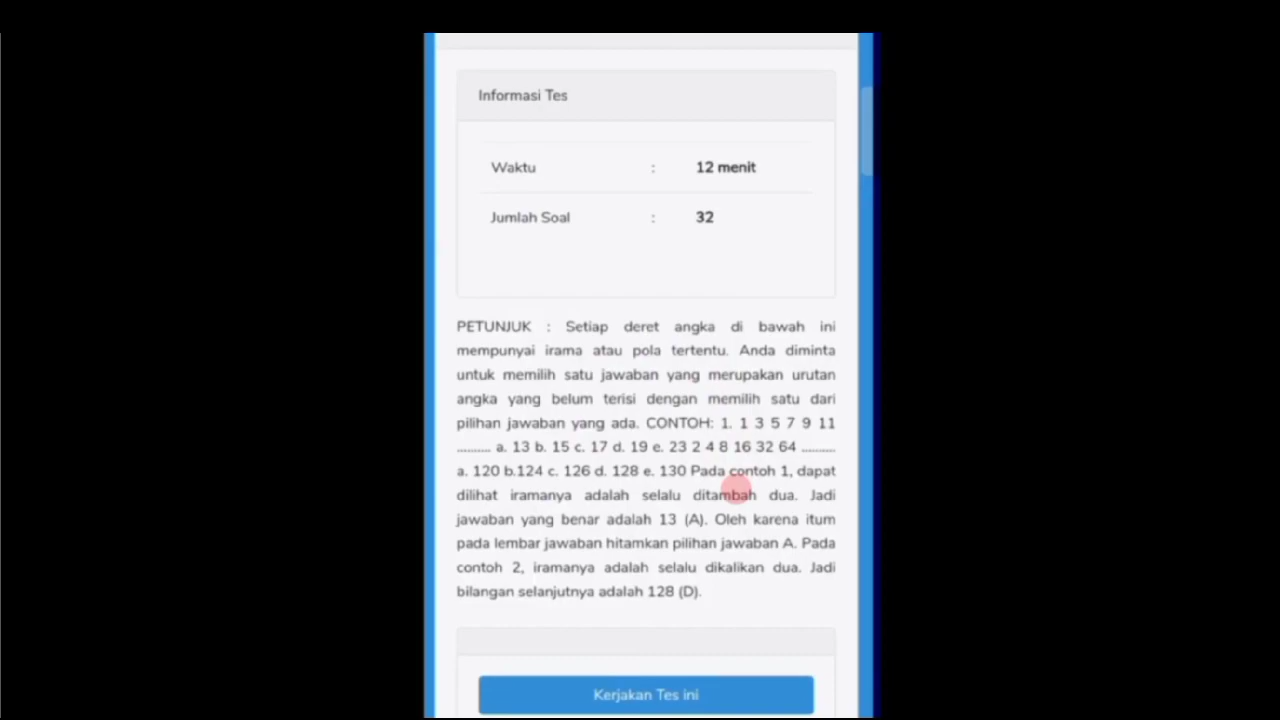 Informasi Tes
Waktu : 12 menit
Jumlah Soal : 32
PETUNJUK : Setiap deret angka di bawah ini
mempunyai irama atau pola tertentu. Anda diminta
untuk memilih satu jawaban yang merupakan urutan
angka yang belum terisi dengan memilih satu dari
pilihan jawaban yang ada. CONTOH: 1. 1 3 5 7 9 11
.......... a. 13 b. 15 c. 17 d. 19 e. 23 2 4 8 16 32 64 ..........
a. 120 b.124 c. 126 d. 128 e. 130 Pada contoh 1, dapat
dilihat iramanya adalah selalu ditambah dua. Jadi
jawaban yang benar adalah 13 (A). Oleh karena itum
pada lembar jawaban hitamkan pilihan jawaban A. Pada
contoh 2, iramanya adalah selalu dikalikan dua. Jadi
bilangan selanjutnya adalah 128 (D).
Kerjakan Tes ini